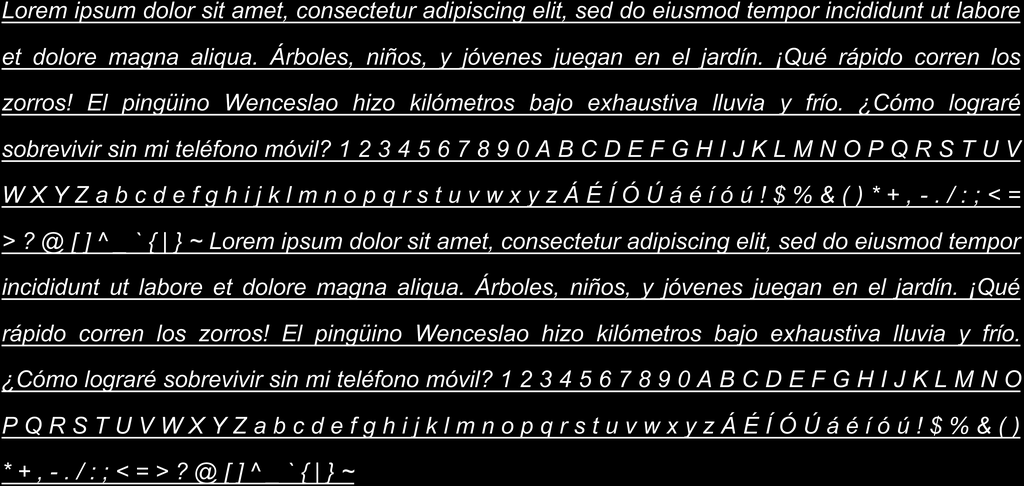 Lorem ipsum dolor sit amet, consectetur adipiscing elit, sed do eiusmod tempor incididunt ut labore
et dolore magna aliqua. Árboles, niños, y jóvenes juegan en el jardín. ¡Qué rápido corren los
zorros! El pingüino Wenceslao hizo kilómetros bajo exhaustiva lluvia y frío. ¿Cómo lograré
sobrevivir sin mi teléfono móvil? 1 2 3 4 5 6 7 8 9 0 A B C D E F G H I J K L M N O P Q R S T U V
W X Y Z a b c d e f g h i j k l m n o p q r s t u v w x y z Á É Í Ó Ú á é í ó ú ! $ % & ( ) * + , - . / : ; < =
> ? @ [ ] ^ _ ` { | } ~ Lorem ipsum dolor sit amet, consectetur adipiscing elit, sed do eiusmod tempor
incididunt ut labore et dolore magna aliqua. Árboles, niños, y jóvenes juegan en el jardín. ¡Qué
rápido corren los zorros! El pingüino Wenceslao hizo kilómetros bajo exhaustiva lluvia y frío.
¿Cómo lograré sobrevivir sin mi teléfono móvil? 1 2 3 4 5 6 7 8 9 0 A B C D E F G H I J K L M N O
P Q R S T U V W X Y Z a b c d e f g h i j k l m n o p q r s t u v w x y z Á É Í Ó Ú á é í ó ú ! $ % & ( )
* + , - . / : ; < = > ? @ [ ] ^ _ ` { | } ~